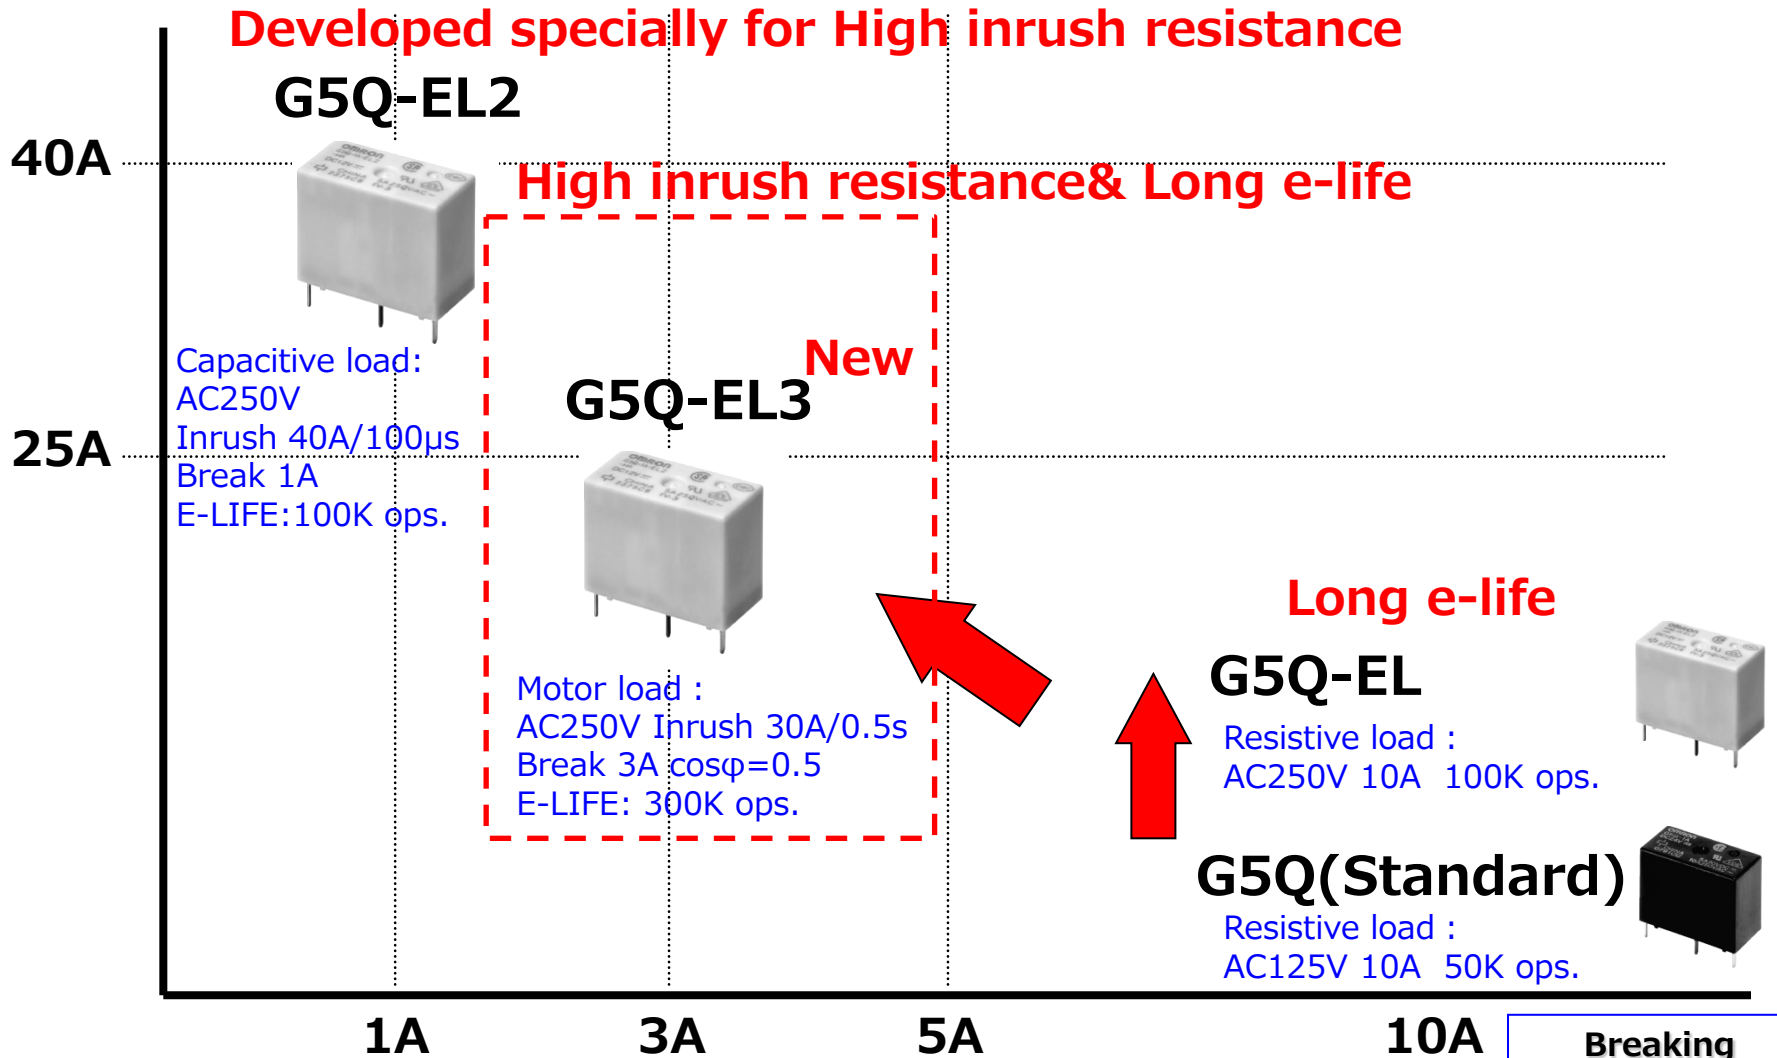 Developed specially for High inrush resistance
G5Q-EL2
40A
High inrush resistance& Long e-life
New
Capacitive load:
AC250V
Inrush 40A/100μs
Break 1A
E-LIFE:100K ops.
G5Q-EL3
25A
Motor load :
AC250V Inrush 30A/0.5s
Break 3A cosφ=0.5
E-LIFE: 300K ops.
Long e-life
G5Q-EL
Resistive load :
AC250V 10A 100K ops.
G5Q(Standard)
Resistive load :
AC125V 10A 50K ops.
1A
3A
5A
10A
Breaking
omron
omron